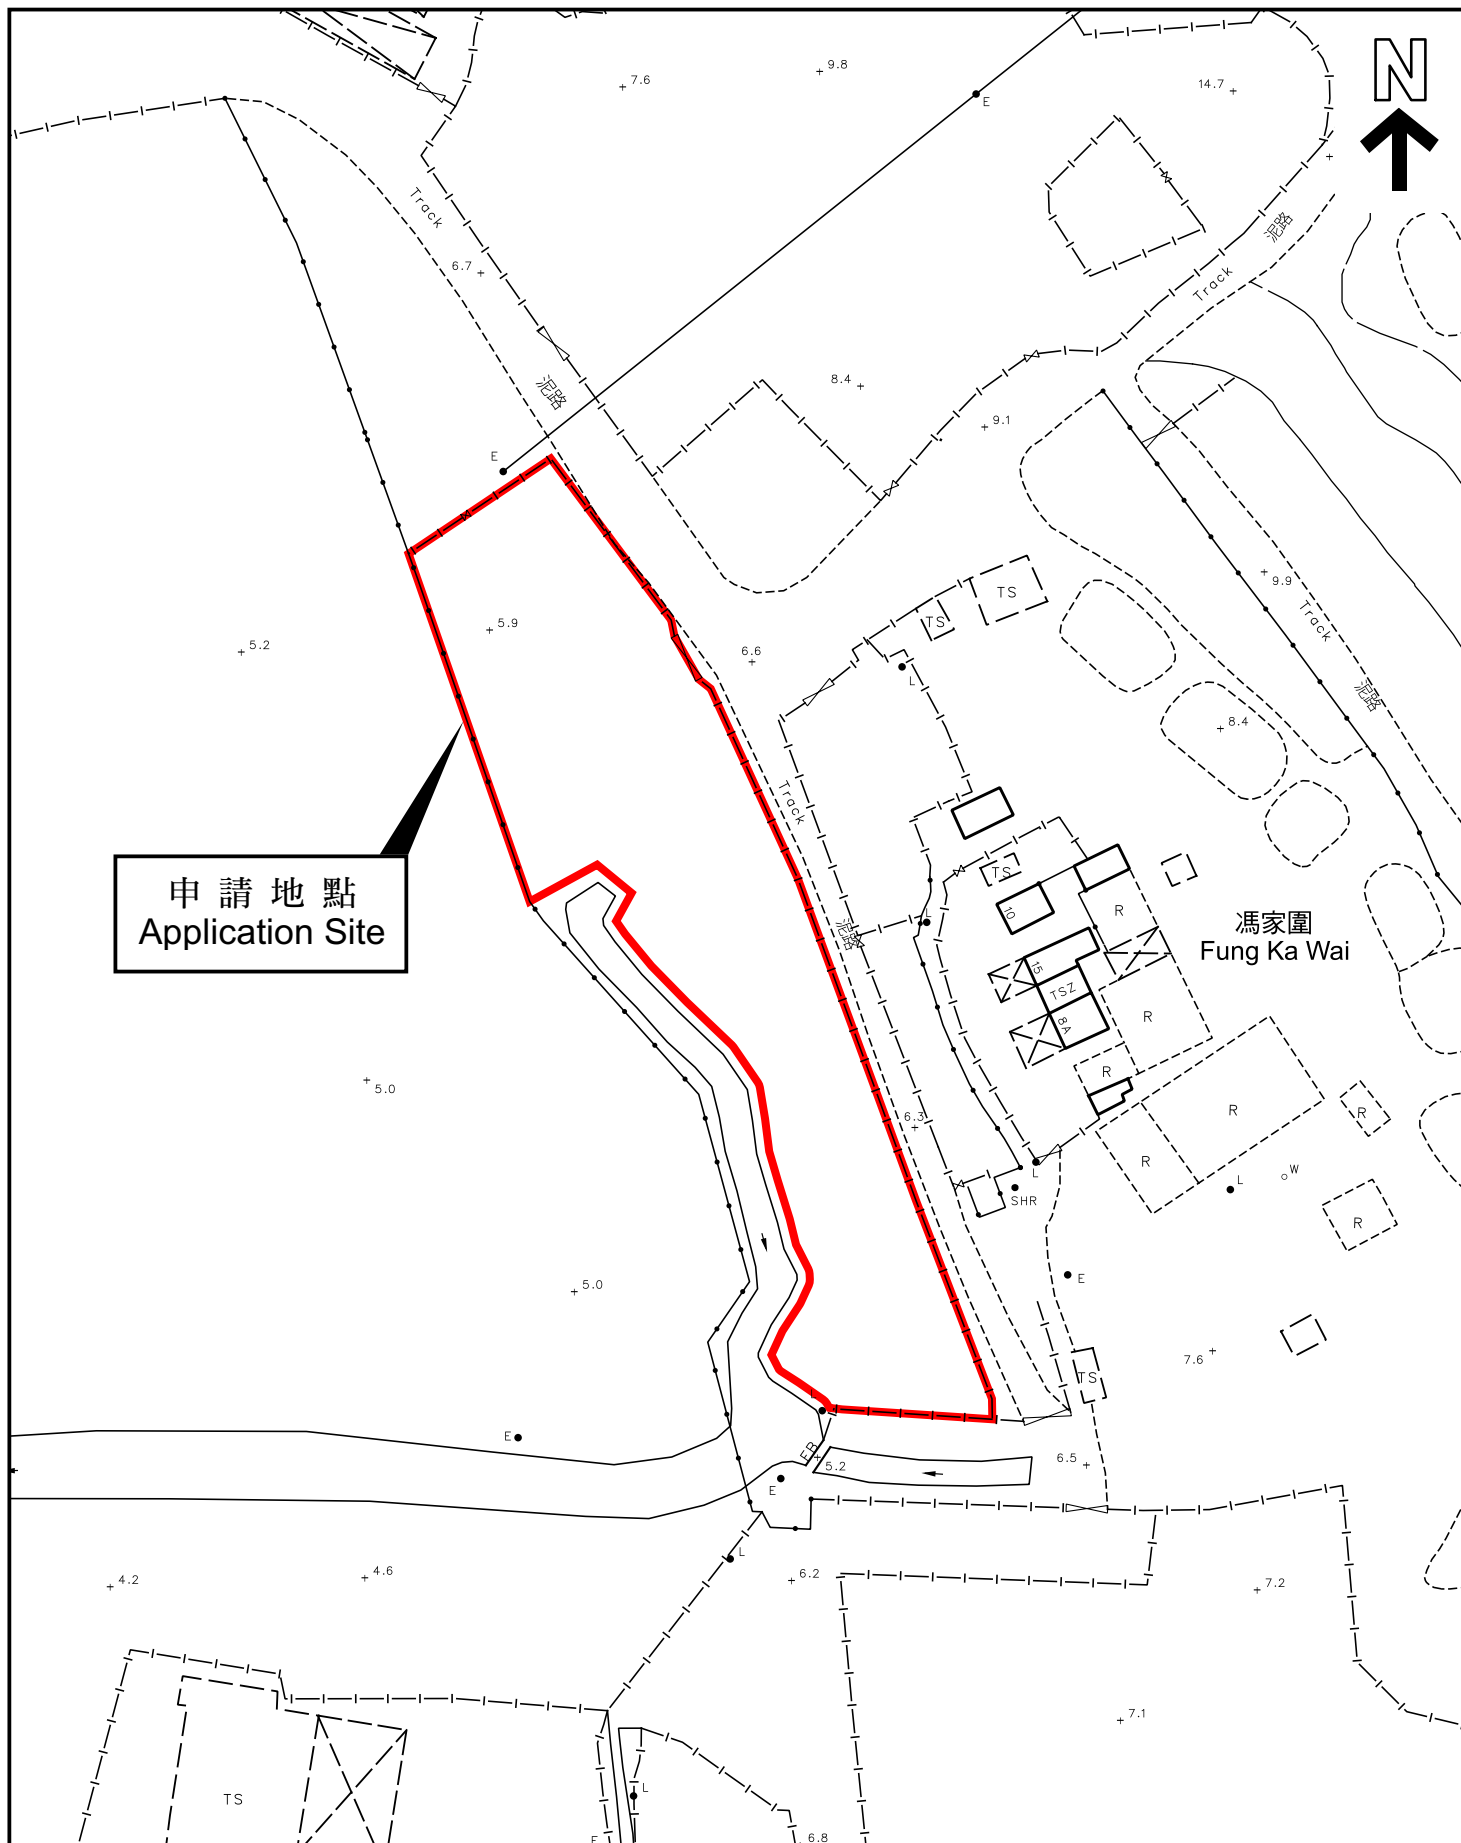 N
9.8
7.6
14.7
E
Track
泥路
6.7
Track
泥路
8.4
9.1
E
9.9
TS
TS
Track
5.9
5.2
6.6
L
泥路
8.4
Track
申請地點
Application Site
TS
10
R
L
泥路
馮家圍
Fung Ka Wai
15
TSZ
8A
R
R
5.0
6.3
R
R
R
L
W
L
SHR
R
E
5.0
7.6
TS
E
FB
5.2
6.5
E
L
4.2
4.6
6.2
7.2
7.1
TS
L
E
6.8